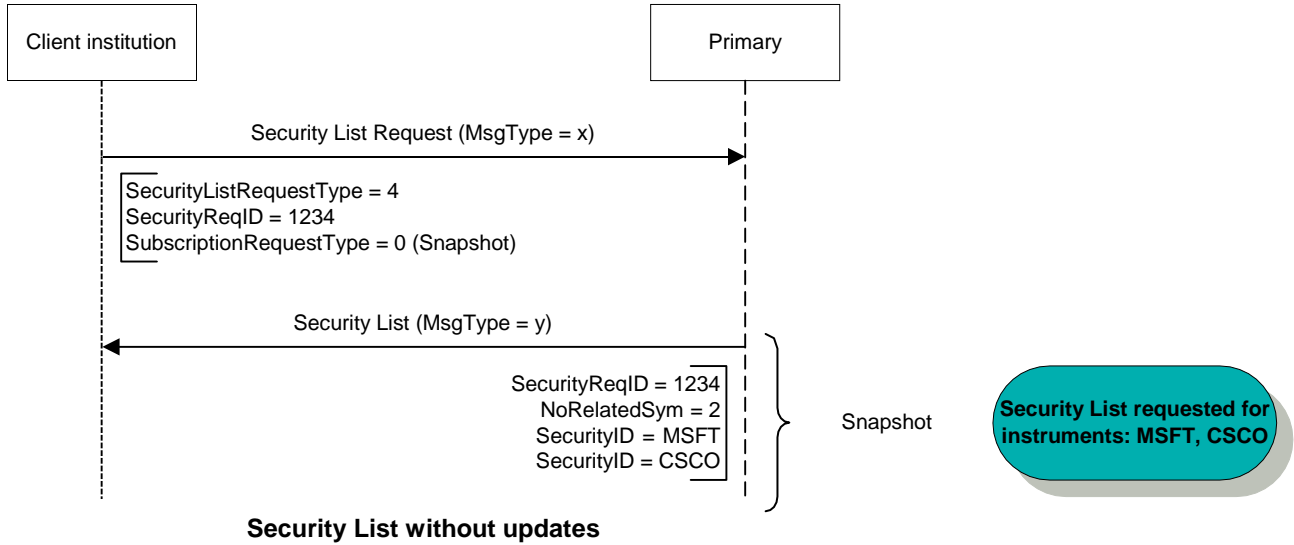 Client institution
Primary
Security List Request (MsgType = x)
SecurityListRequestType = 4
SecurityReqID = 1234
SubscriptionRequestType = 0 (Snapshot)
Security List (MsgType = y)
SecurityReqID = 1234
NoRelatedSym = 2
SecurityID = MSFT
SecurityID = CSCO
Snapshot
Security List requested for
instruments: MSFT, CSCO
Security List without updates